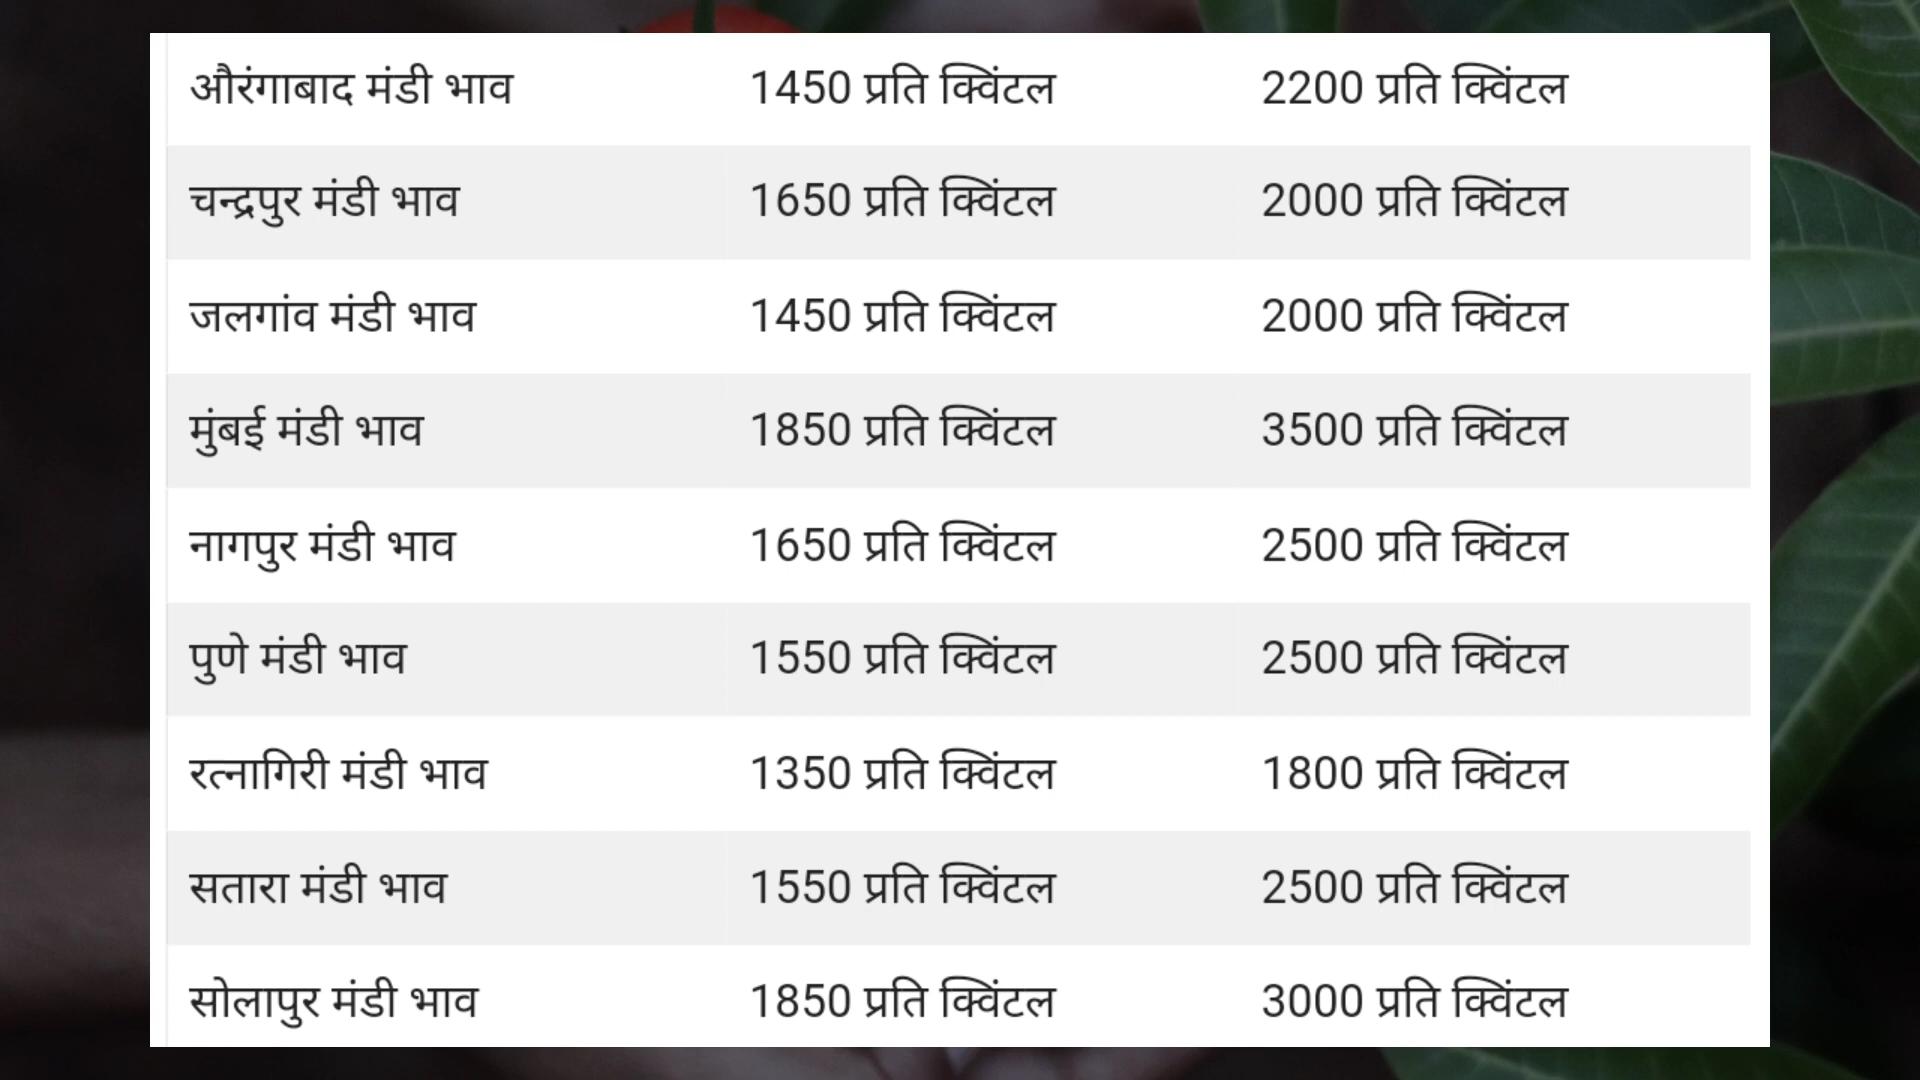 औरंगाबाद मंडी भाव 1450 प्रति क्विंटल 2200 प्रति क्विंटल
चन्द्रपुर मंडी भाव 1650 प्रति क्विंटल 2000 प्रति क्विंटल
जलगांव मंडी भाव 1450 प्रति क्विंटल 2000 प्रति क्विंटल
मुंबई मंडी भाव 1850 प्रति क्विंटल 3500 प्रति क्विंटल
नागपुर मंडी भाव 1650 प्रति क्विंटल 2500 प्रति क्विंटल
पुणे मंडी भाव 1550 प्रति क्विंटल 2500 प्रति क्विंटल
रत्नागिरी मंडी भाव 1350 प्रति क्विंटल 1800 प्रति क्विंटल
सतारा मंडी भाव 1550 प्रति क्विंटल 2500 प्रति क्विंटल
सोलापुर मंडी भाव 1850 प्रति क्विंटल 3000 प्रति क्विंटल